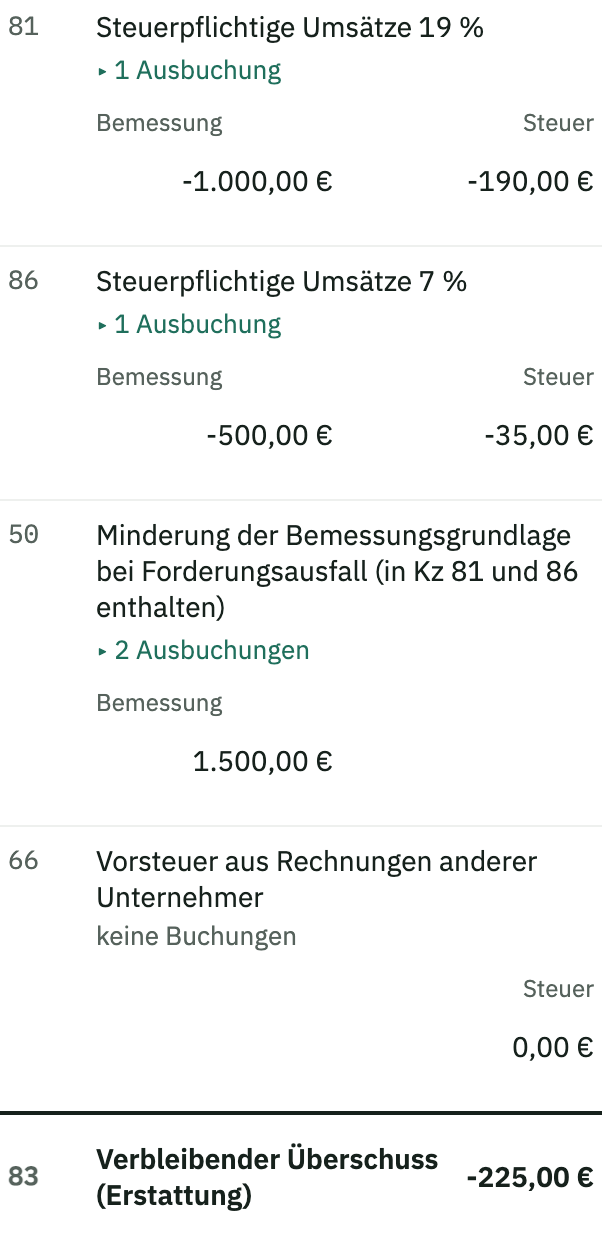 81 Steuerpflichtige Umsätze 19 %
▸ 1 Ausbuchung
Bemessung Steuer
-1.000,00 € -190,00 €
86 Steuerpflichtige Umsätze 7 %
▸ 1 Ausbuchung
Bemessung Steuer
-500,00 € -35,00 €
50 Minderung der Bemessungsgrundlage
bei Forderungsausfall (in Kz 81 und 86
enthalten)
▸ 2 Ausbuchungen
Bemessung
1.500,00 €
66 Vorsteuer aus Rechnungen anderer
Unternehmer
keine Buchungen
Steuer
0,00 €
83 Verbleibender Überschuss
(Erstattung) -225,00 €